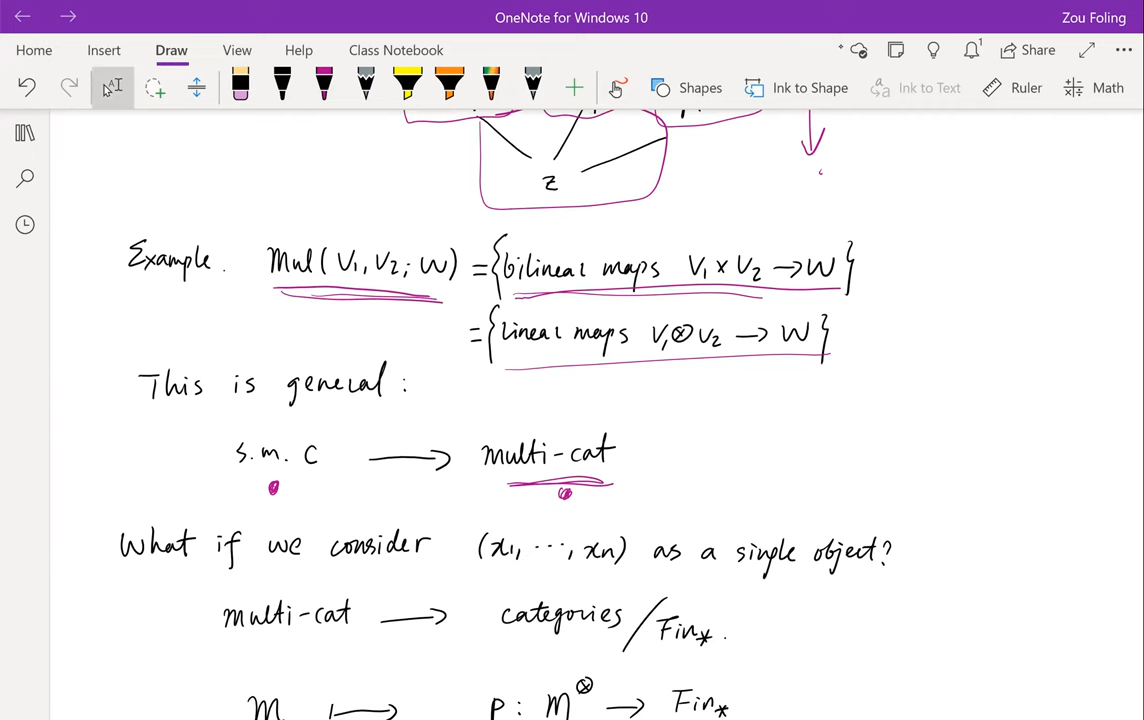 OneNote for Windows 10
Zou Foling
Home Insert Draw View Help Class Notebook
Share
Shapes Ink to Shape Ink to Text Ruler Math
z
Example. Mul(V₁, V₂; W) = {bilinear maps V₁ × V₂ → W}
= {linear maps V₁⊗V₂ → W}
This is general:
s.m. C → multi-cat
What if we consider (x₁, ⋯, xₙ) as a single object?
multi-cat → categories / Fin_*.
M ↦ p: M^⊗ → Fin_*